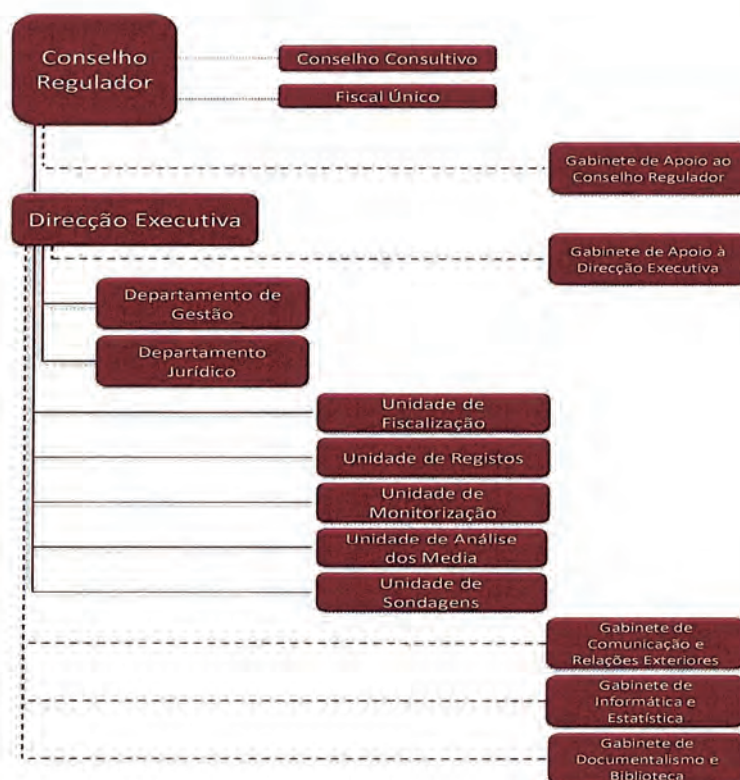 Conselho
Regulador
Conselho Consultivo
Fiscal Único
Gabinete de Apoio ao
Conselho Regulador
Direcção Executiva
Gabinete de Apoio à
Direcção Executiva
Departamento de
Gestão
Departamento
Jurídico
Unidade de
Fiscalização
Unidade de Registos
Unidade de
Monitorização
Unidade de Análise
dos Media
Unidade de
Sondagens
Gabinete de
Comunicação e
Relações Exteriores
Gabinete de
Informática e
Estatística
Gabinete de
Documentalismo e
Biblioteca